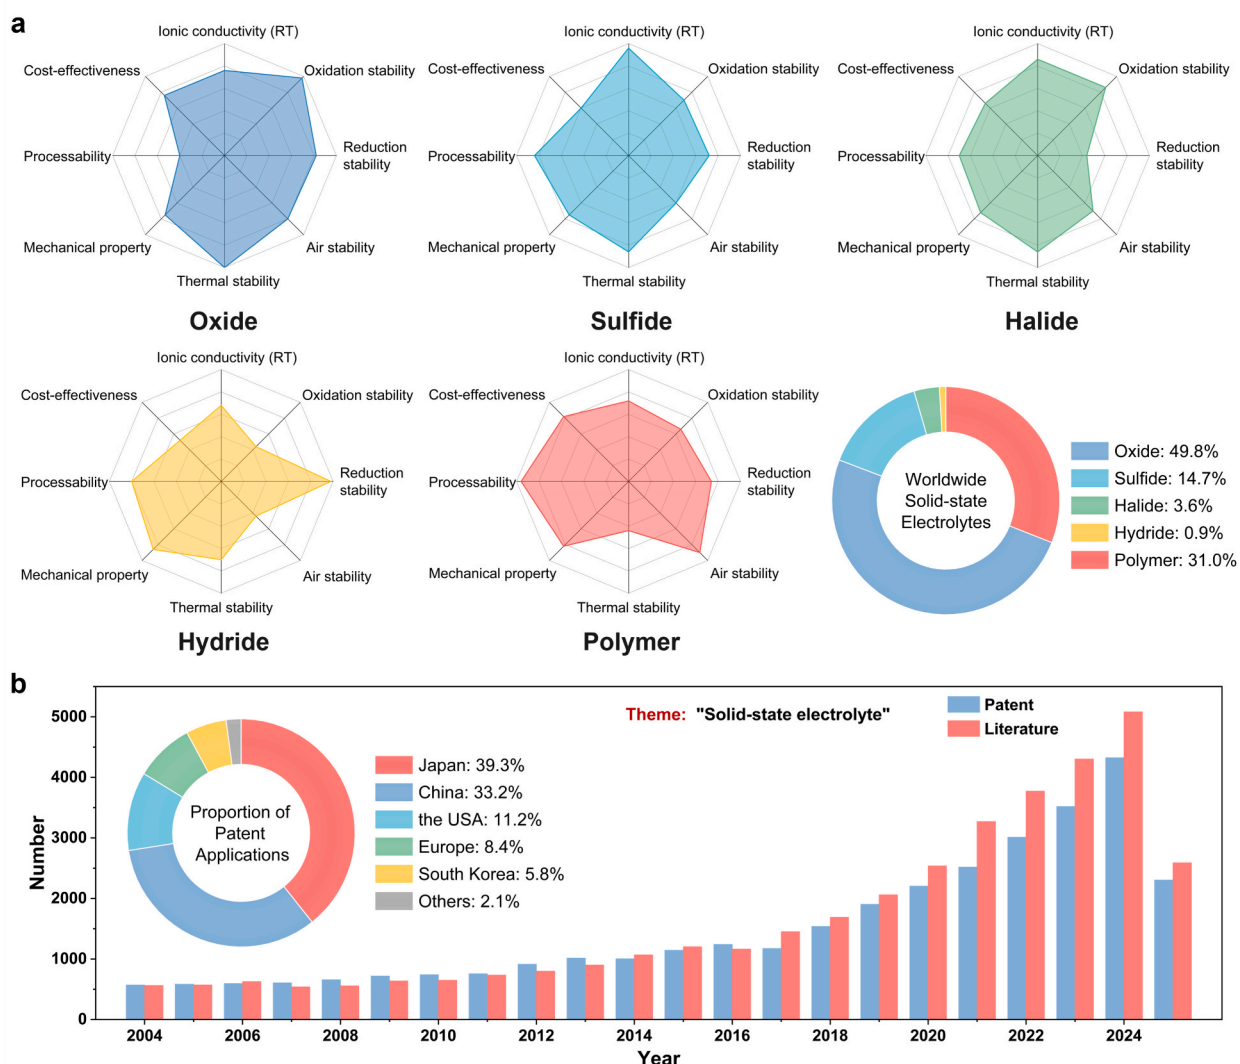 a
Ionic conductivity (RT)
Cost-effectiveness
Oxidation stability
Processability
Reduction
stability
Mechanical property
Air stability
Thermal stability
Oxide
Ionic conductivity (RT)
Cost-effectiveness
Oxidation stability
Processability
Reduction
stability
Mechanical property
Air stability
Thermal stability
Sulfide
Ionic conductivity (RT)
Cost-effectiveness
Oxidation stability
Processability
Reduction
stability
Mechanical property
Air stability
Thermal stability
Halide
Ionic conductivity (RT)
Cost-effectiveness
Oxidation stability
Processability
Reduction
stability
Mechanical property
Air stability
Thermal stability
Hydride
Ionic conductivity (RT)
Cost-effectiveness
Oxidation stability
Processability
Reduction
stability
Mechanical property
Air stability
Thermal stability
Polymer
Worldwide
Solid-state
Electrolytes
Oxide: 49.8%
Sulfide: 14.7%
Halide: 3.6%
Hydride: 0.9%
Polymer: 31.0%
b
Theme: "Solid-state electrolyte"
Patent
Literature
Proportion of
Patent
Applications
Japan: 39.3%
China: 33.2%
the USA: 11.2%
Europe: 8.4%
South Korea: 5.8%
Others: 2.1%
Number
5000
4000
3000
2000
1000
0
2004 2006 2008 2010 2012 2014 2016 2018 2020 2022 2024
Year